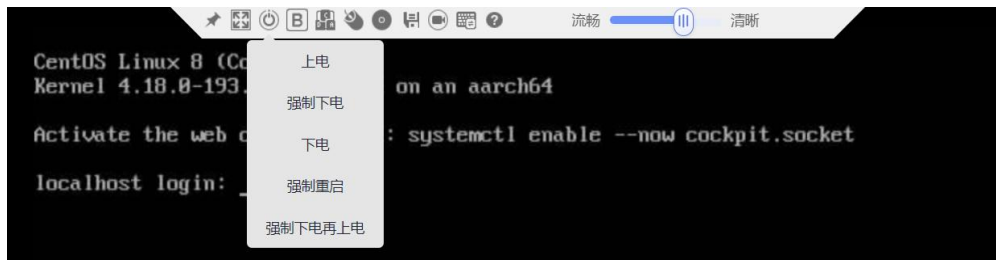 B
流畅
清晰
CentOS Linux 8 (Co
Kernel 4.18.0-193. on an aarch64
Activate the web c : systemctl enable --now cockpit.socket
localhost login: _
上电
强制下电
下电
强制重启
强制下电再上电